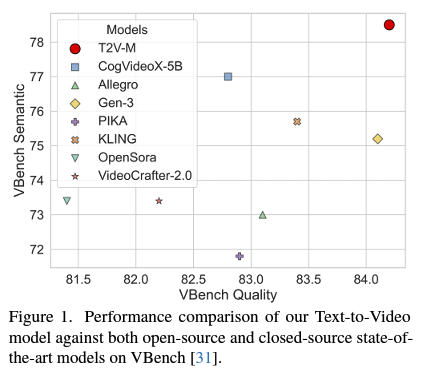 Models
T2V-M
CogVideoX-5B
Allegro
Gen-3
PIKA
KLING
OpenSora
VideoCrafter-2.0
VBench Semantic
78
77
76
75
74
73
72
81.5 82.0 82.5 83.0 83.5 84.0
VBench Quality
Figure 1. Performance comparison of our Text-to-Video
model against both open-source and closed-source state-of-
the-art models on VBench [31].